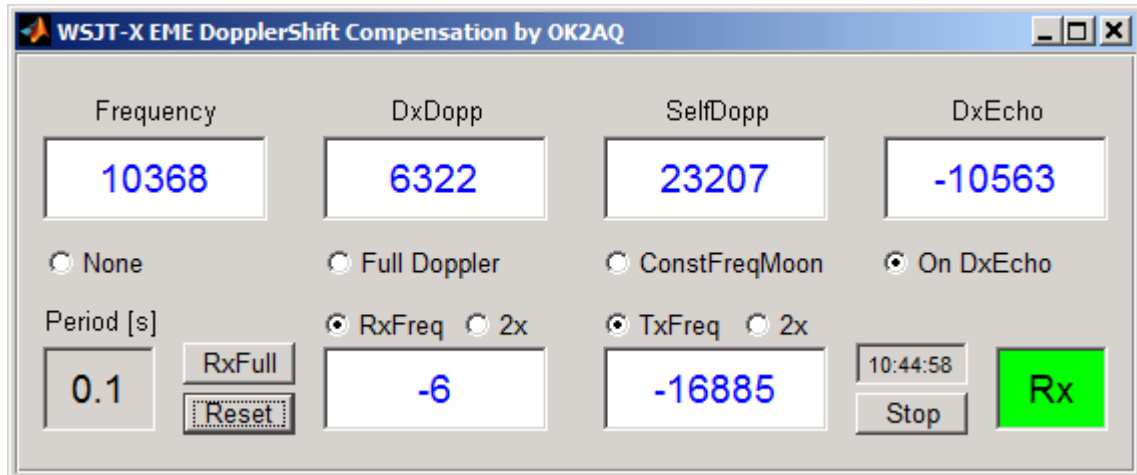 WSJT-X EME DopplerShift Compensation by OK2AQ
Frequency DxDopp SelfDopp DxEcho
10368 6322 23207 -10563
None Full Doppler ConstFreqMoon On DxEcho
Period [s] RxFreq 2x TxFreq 2x
0.1 RxFull -6 -16885 10:44:58 Rx
Reset Stop